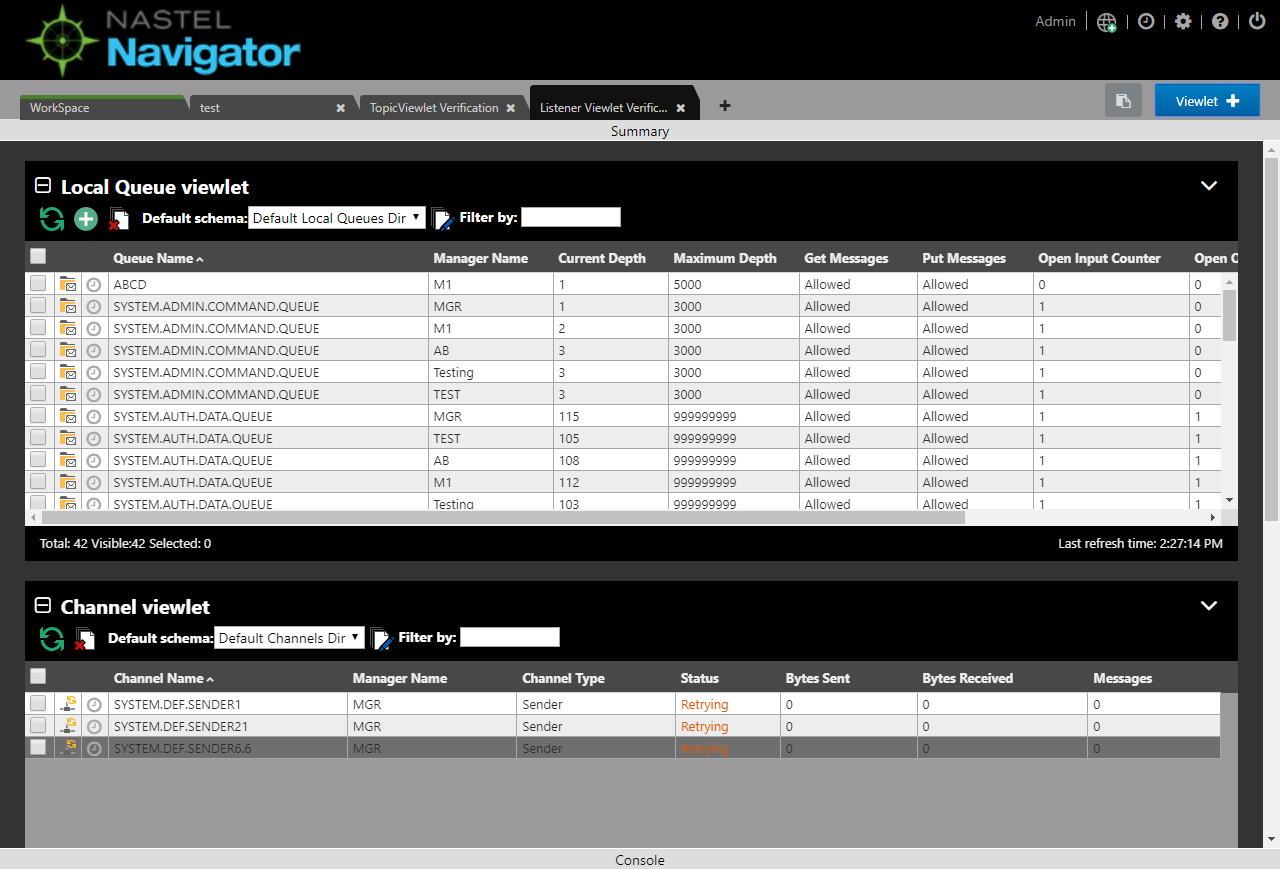 NASTEL
Navigator
Admin
WorkSpace test TopicViewlet Verification Listener Viewlet Verific... Viewlet
Summary
Local Queue viewlet
Default schema: Default Local Queues Dir Filter by:
Queue Name Manager Name Current Depth Maximum Depth Get Messages Put Messages Open Input Counter Open
ABCD M1 1 5000 Allowed Allowed 0 0
SYSTEM.ADMIN.COMMAND.QUEUE MGR 1 3000 Allowed Allowed 1 0
SYSTEM.ADMIN.COMMAND.QUEUE M1 2 3000 Allowed Allowed 1 0
SYSTEM.ADMIN.COMMAND.QUEUE AB 3 3000 Allowed Allowed 1 0
SYSTEM.ADMIN.COMMAND.QUEUE Testing 3 3000 Allowed Allowed 1 0
SYSTEM.ADMIN.COMMAND.QUEUE TEST 3 3000 Allowed Allowed 1 0
SYSTEM.AUTH.DATA.QUEUE MGR 115 999999999 Allowed Allowed 1 1
SYSTEM.AUTH.DATA.QUEUE TEST 105 999999999 Allowed Allowed 1 1
SYSTEM.AUTH.DATA.QUEUE AB 108 999999999 Allowed Allowed 1 1
SYSTEM.AUTH.DATA.QUEUE M1 112 999999999 Allowed Allowed 1 1
SYSTEM.AUTH.DATA.QUEUE Testing 103 999999999 Allowed Allowed 1 1
Total: 42 Visible:42 Selected: 0 Last refresh time: 2:27:14 PM
Channel viewlet
Default schema: Default Channels Dir Filter by:
Channel Name Manager Name Channel Type Status Bytes Sent Bytes Received Messages
SYSTEM.DEF.SENDER1 MGR Sender Retrying 0 0 0
SYSTEM.DEF.SENDER21 MGR Sender Retrying 0 0 0
SYSTEM.DEF.SENDER6.6 MGR Sender Retrying 0 0 0
Console